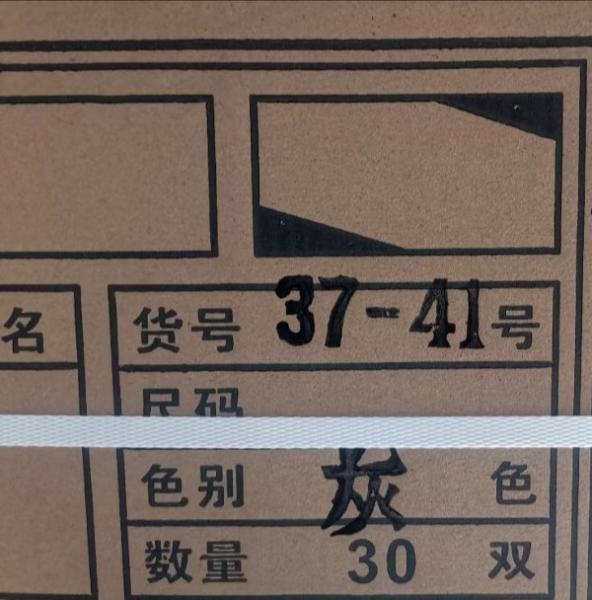 名
货号 37-41号
尺码
色别 灰 色
数量 30 双